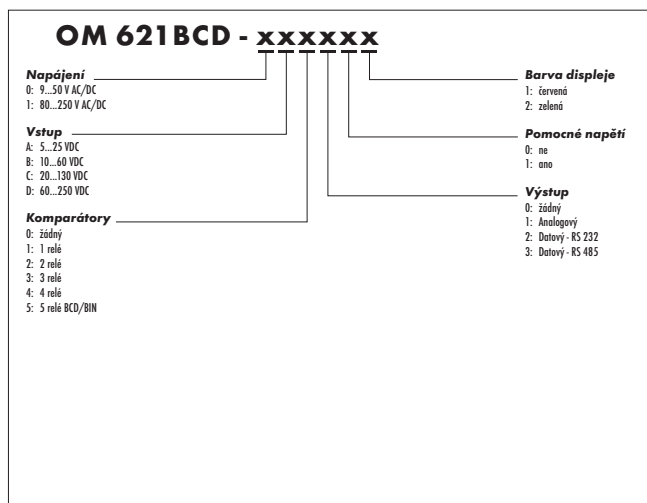 OM 621BCD - xxxxxx
Napájení
0: 9...50 V AC/DC
1: 80...250 V AC/DC
Vstup
A: 5...25 VDC
B: 10...60 VDC
C: 20...130 VDC
D: 60...250 VDC
Komparátory
0: žádný
1: 1 relé
2: 2 relé
3: 3 relé
4: 4 relé
5: 5 relé BCD/BIN
Barva displeje
1: červená
2: zelená
Pomocné napětí
0: ne
1: ano
Výstup
0: žádný
1: Analogový
2: Datový - RS 232
3: Datový - RS 485